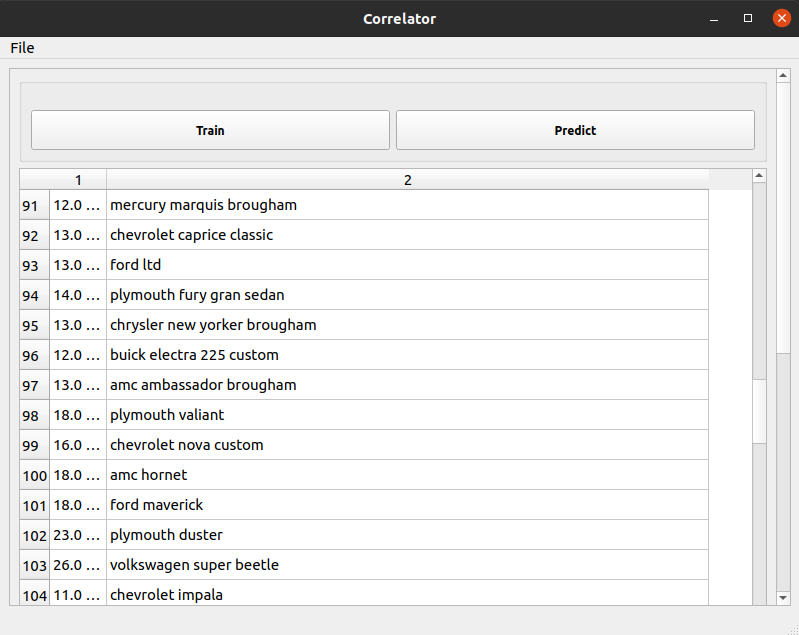 Correlator
File
Train Predict
1 2
91 12.0 … mercury marquis brougham
92 13.0 … chevrolet caprice classic
93 13.0 … ford ltd
94 14.0 … plymouth fury gran sedan
95 13.0 … chrysler new yorker brougham
96 12.0 … buick electra 225 custom
97 13.0 … amc ambassador brougham
98 18.0 … plymouth valiant
99 16.0 … chevrolet nova custom
100 18.0 … amc hornet
101 18.0 … ford maverick
102 23.0 … plymouth duster
103 26.0 … volkswagen super beetle
104 11.0 … chevrolet impala